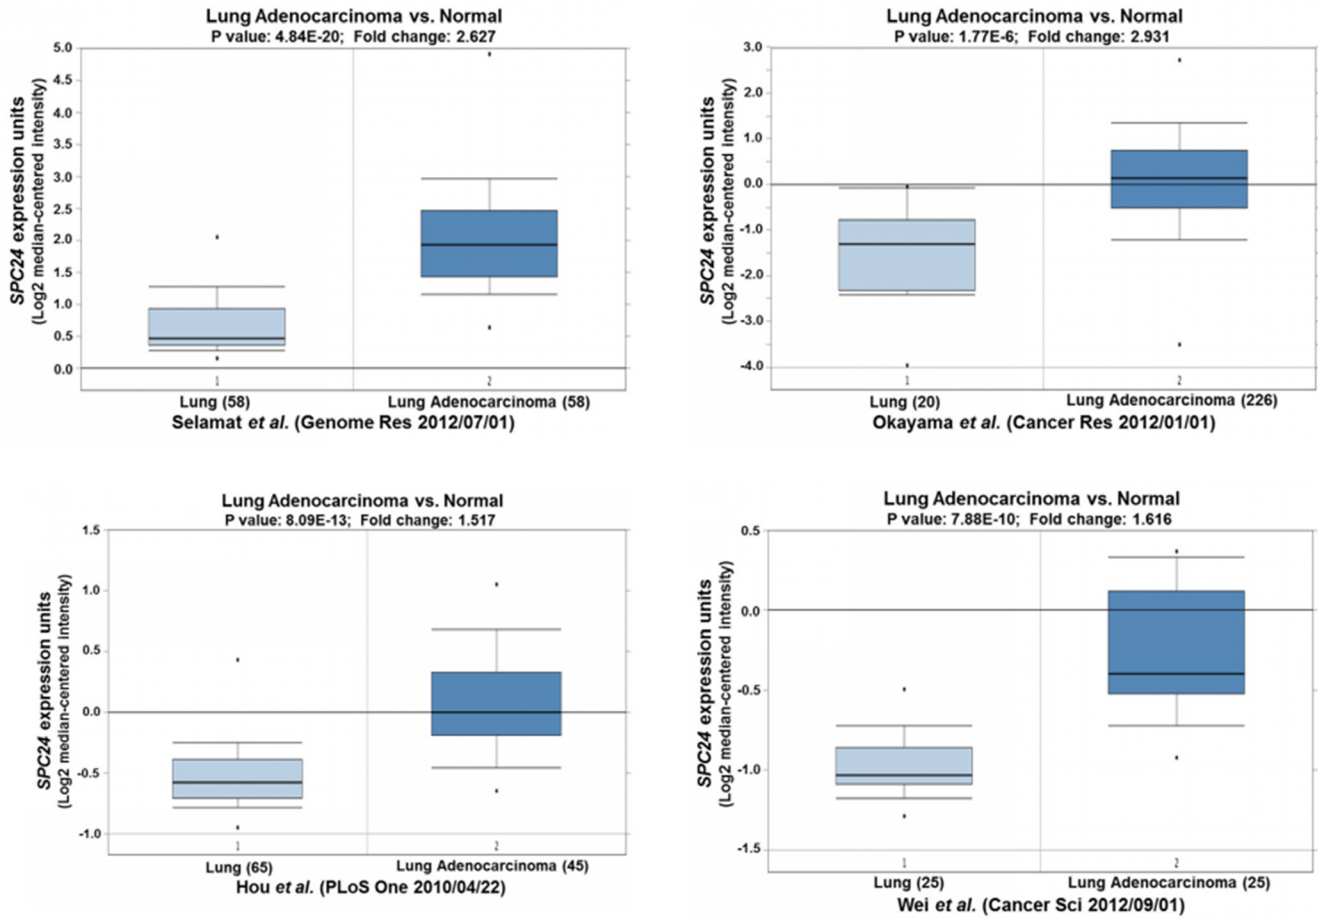 Lung Adenocarcinoma vs. Normal
P value: 4.84E-20; Fold change: 2.627
SPC24 expression units
(Log2 median-centered intensity)
5.0
4.5
4.0
3.5
3.0
2.5
2.0
1.5
1.0
0.5
0.0
1
2
Lung (58)
Lung Adenocarcinoma (58)
Selamat et al. (Genome Res 2012/07/01)
Lung Adenocarcinoma vs. Normal
P value: 1.77E-6; Fold change: 2.931
SPC24 expression units
(Log2 median-centered intensity)
3.0
2.0
1.0
0.0
-1.0
-2.0
-3.0
-4.0
1
2
Lung (20)
Lung Adenocarcinoma (226)
Okayama et al. (Cancer Res 2012/01/01)
Lung Adenocarcinoma vs. Normal
P value: 8.09E-13; Fold change: 1.517
SPC24 expression units
(Log2 median-centered intensity)
1.5
1.0
0.5
0.0
-0.5
-1.0
1
2
Lung (65)
Lung Adenocarcinoma (45)
Hou et al. (PLoS One 2010/04/22)
Lung Adenocarcinoma vs. Normal
P value: 7.88E-10; Fold change: 1.616
SPC24 expression units
(Log2 median-centered intensity)
0.5
0.0
-0.5
-1.0
-1.5
1
2
Lung (25)
Lung Adenocarcinoma (25)
Wei et al. (Cancer Sci 2012/09/01)